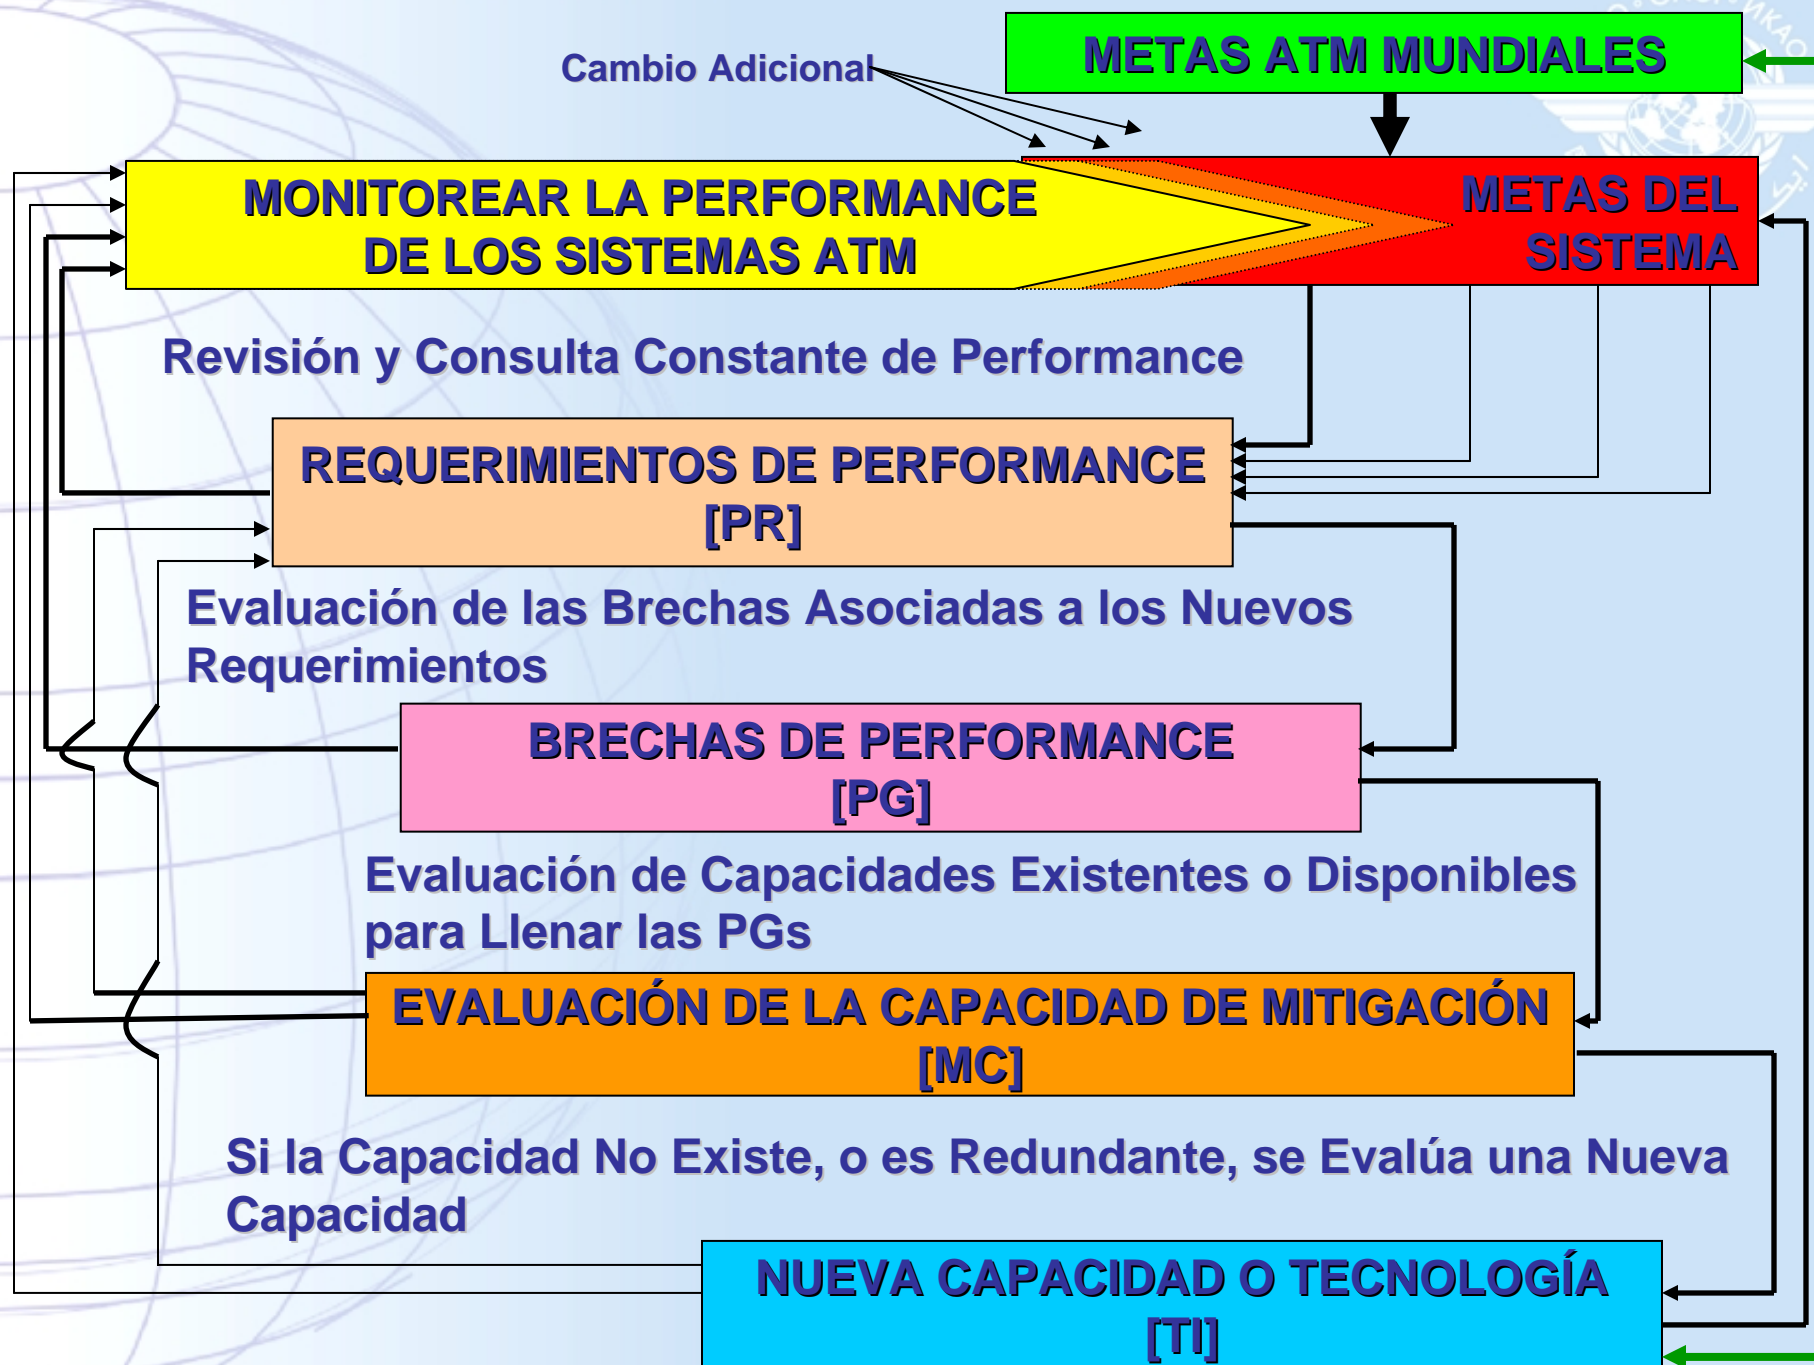 METAS ATM MUNDIALES
Cambio Adicional
MONITOREAR LA PERFORMANCE
DE LOS SISTEMAS ATM
METAS DEL
SISTEMA
Revisión y Consulta Constante de Performance
REQUERIMIENTOS DE PERFORMANCE
[PR]
Evaluación de las Brechas Asociadas a los Nuevos
Requerimientos
BRECHAS DE PERFORMANCE
[PG]
Evaluación de Capacidades Existentes o Disponibles
para Llenar las PGs
EVALUACIÓN DE LA CAPACIDAD DE MITIGACIÓN
[MC]
Si la Capacidad No Existe, o es Redundante, se Evalúa una Nueva
Capacidad
NUEVA CAPACIDAD O TECNOLOGÍA
[TI]